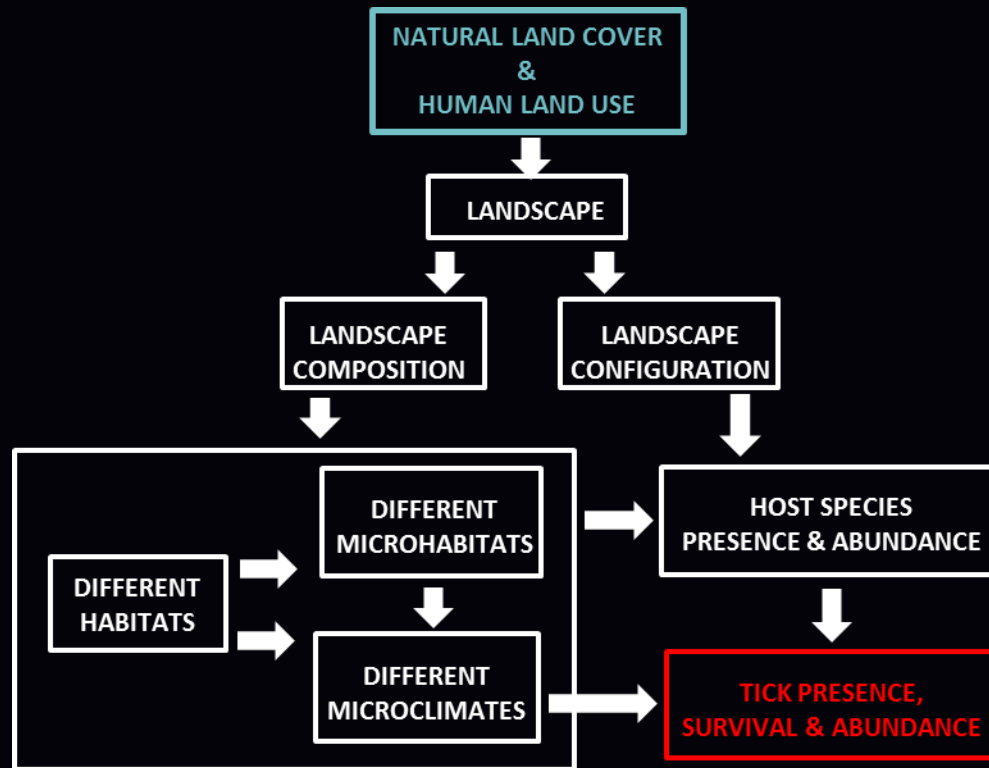 NATURAL LAND COVER
&
HUMAN LAND USE
LANDSCAPE
LANDSCAPE
COMPOSITION
LANDSCAPE
CONFIGURATION
DIFFERENT
MICROHABITATS
HOST SPECIES
PRESENCE & ABUNDANCE
DIFFERENT
HABITATS
DIFFERENT
MICROCLIMATES
TICK PRESENCE,
SURVIVAL & ABUNDANCE